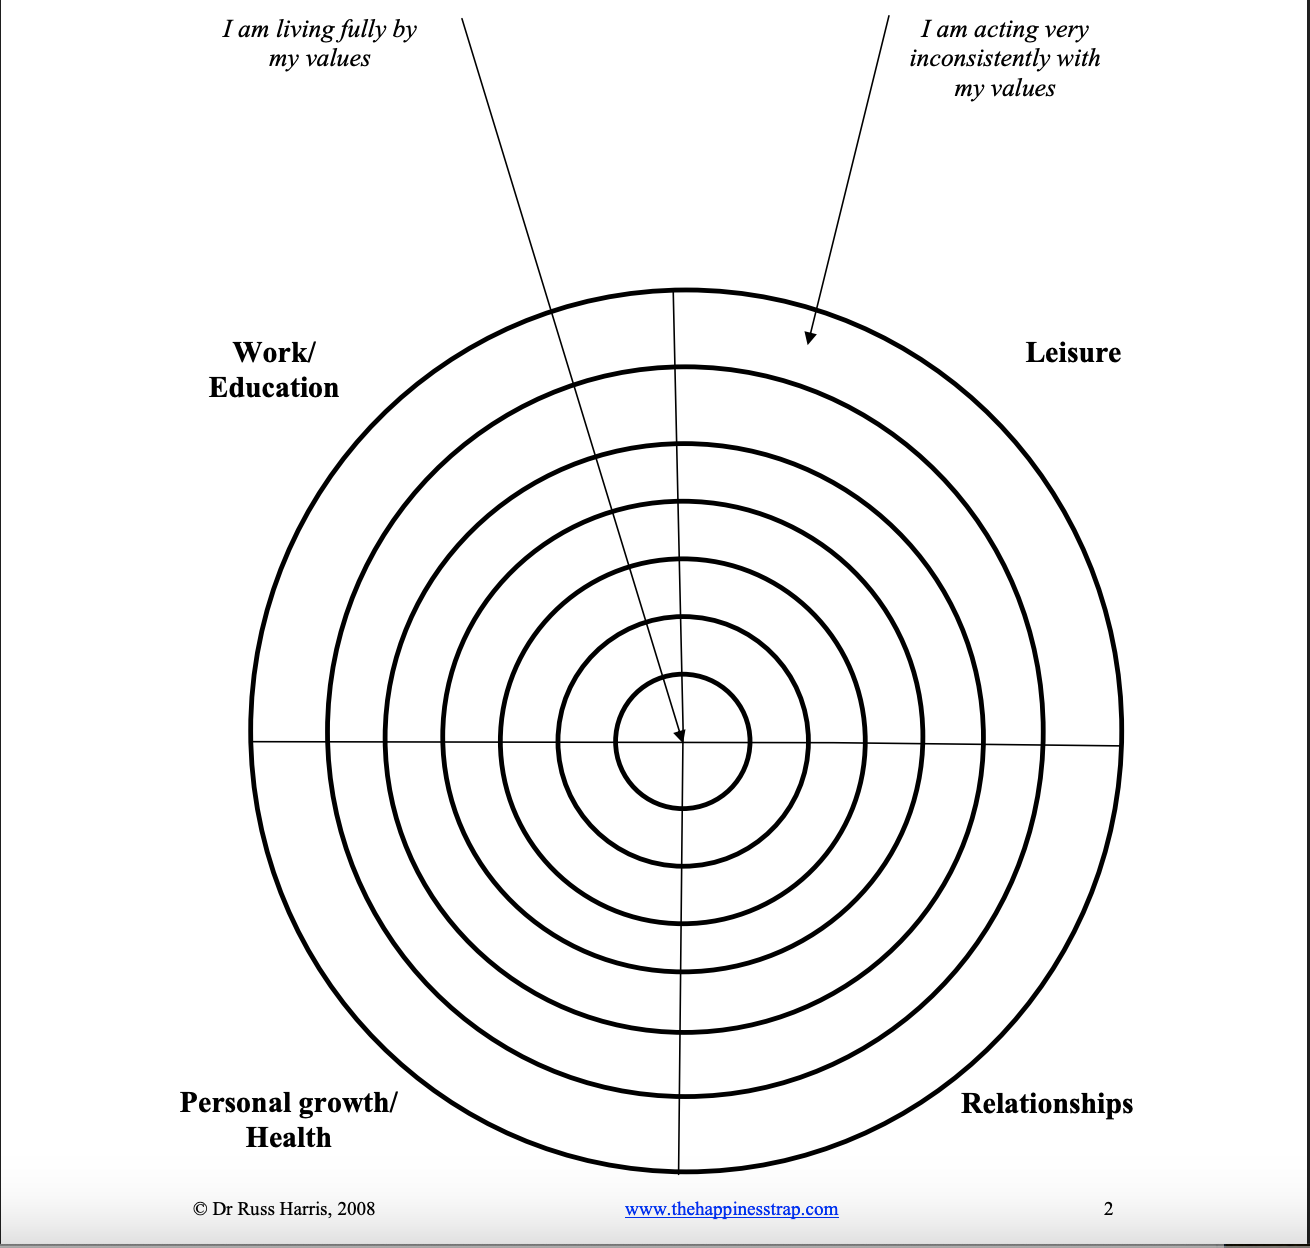 I am living fully by
my values
I am acting very
inconsistently with
my values
Work/
Education
Leisure
Personal growth/
Health
Relationships
© Dr Russ Harris, 2008
www.thehappinesstrap.com
2